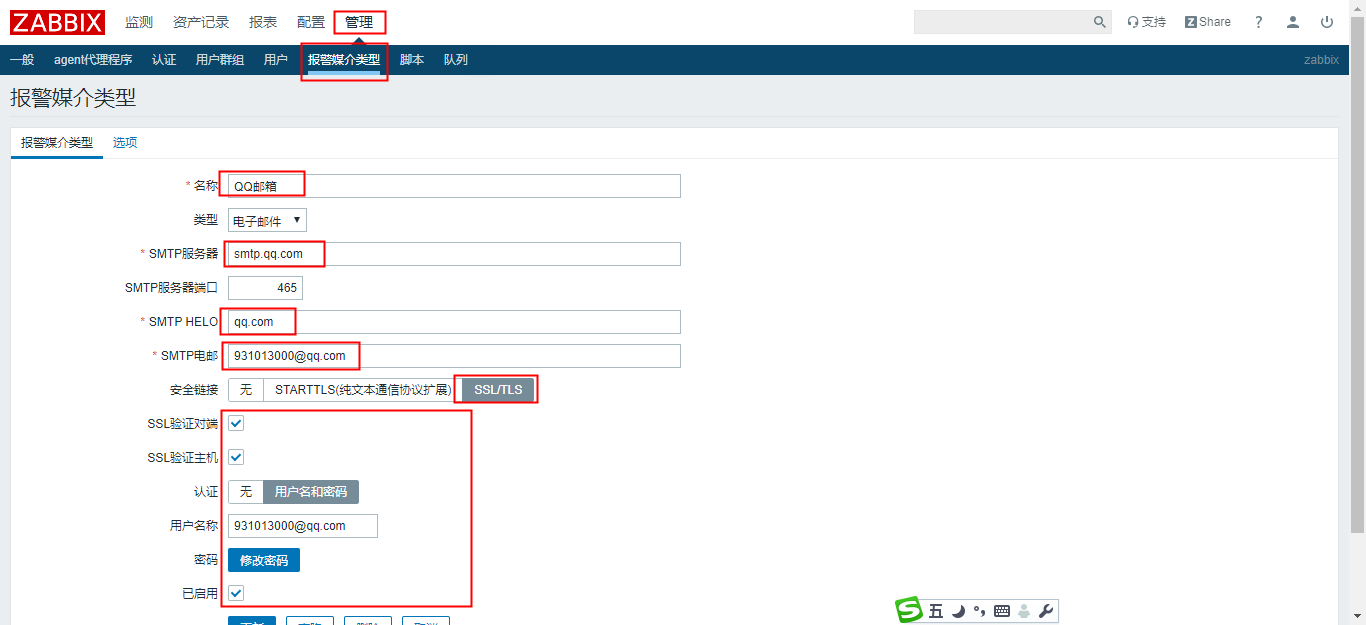 ZABBIX 监测 资产记录 报表 配置 管理 支持 Z Share ?
一般 agent代理程序 认证 用户群组 用户 报警媒介类型 脚本 队列 zabbix
报警媒介类型
报警媒介类型 选项
* 名称 QQ邮箱
类型 电子邮件
* SMTP服务器 smtp.qq.com
SMTP服务器端口 465
* SMTP HELO qq.com
* SMTP电邮 931013000@qq.com
安全链接 无 STARTTLS(纯文本通信协议扩展) SSL/TLS
SSL验证对端
SSL验证主机
认证 无 用户名和密码
用户名称 931013000@qq.com
密码 修改密码
已启用
S 五